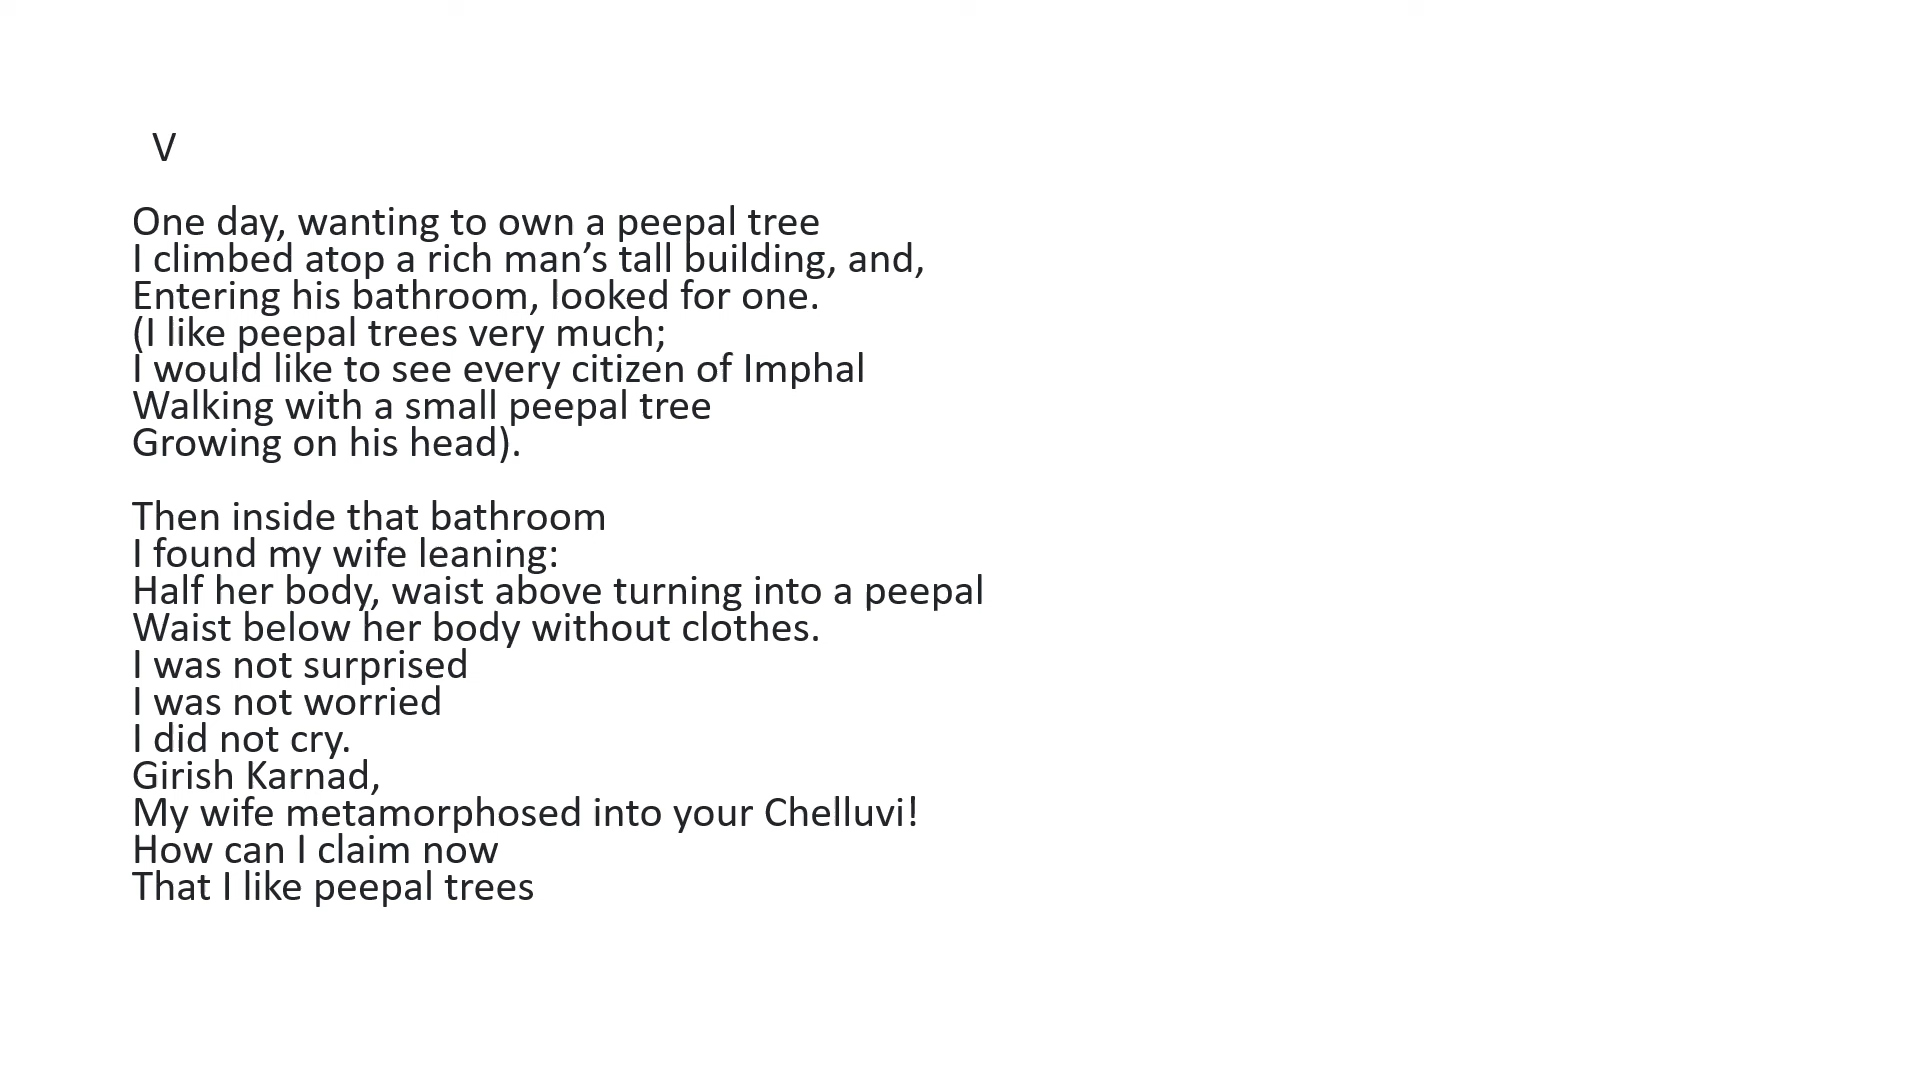 V
One day, wanting to own a peepal tree
I climbed atop a rich man’s tall building, and,
Entering his bathroom, looked for one.
(I like peepal trees very much;
I would like to see every citizen of Imphal
Walking with a small peepal tree
Growing on his head).
Then inside that bathroom
I found my wife leaning:
Half her body, waist above turning into a peepal
Waist below her body without clothes.
I was not surprised
I was not worried
I did not cry.
Girish Karnad,
My wife metamorphosed into your Chelluvi!
How can I claim now
That I like peepal trees